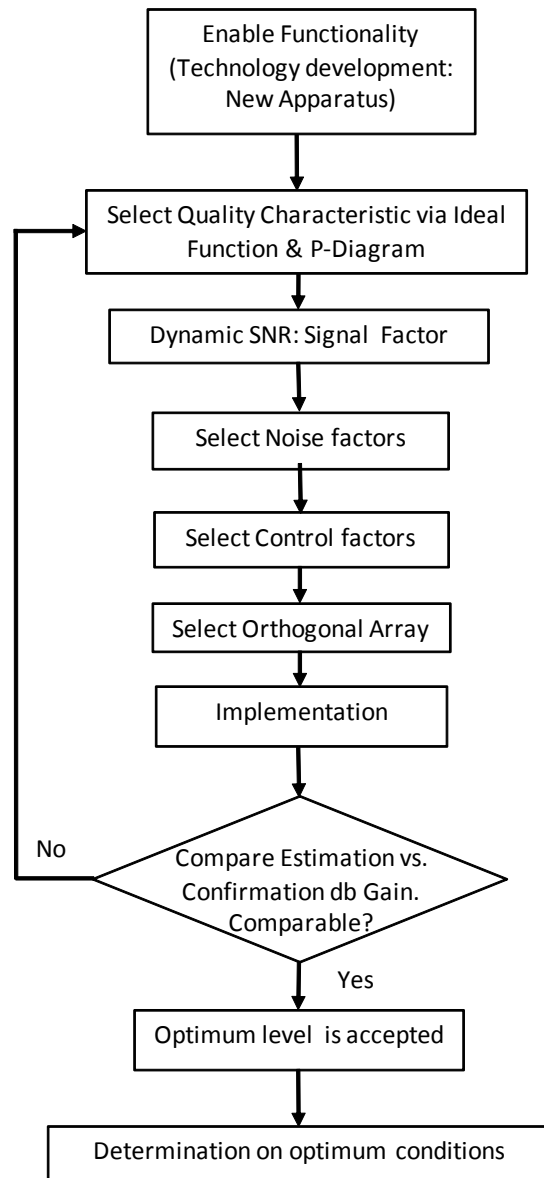 Enable Functionality
(Technology development:
New Apparatus)
Select Quality Characteristic via Ideal
Function & P-Diagram
Dynamic SNR: Signal Factor
Select Noise factors
Select Control factors
Select Orthogonal Array
Implementation
No
Compare Estimation vs.
Confirmation db Gain.
Comparable?
Yes
Optimum level is accepted
Determination on optimum conditions